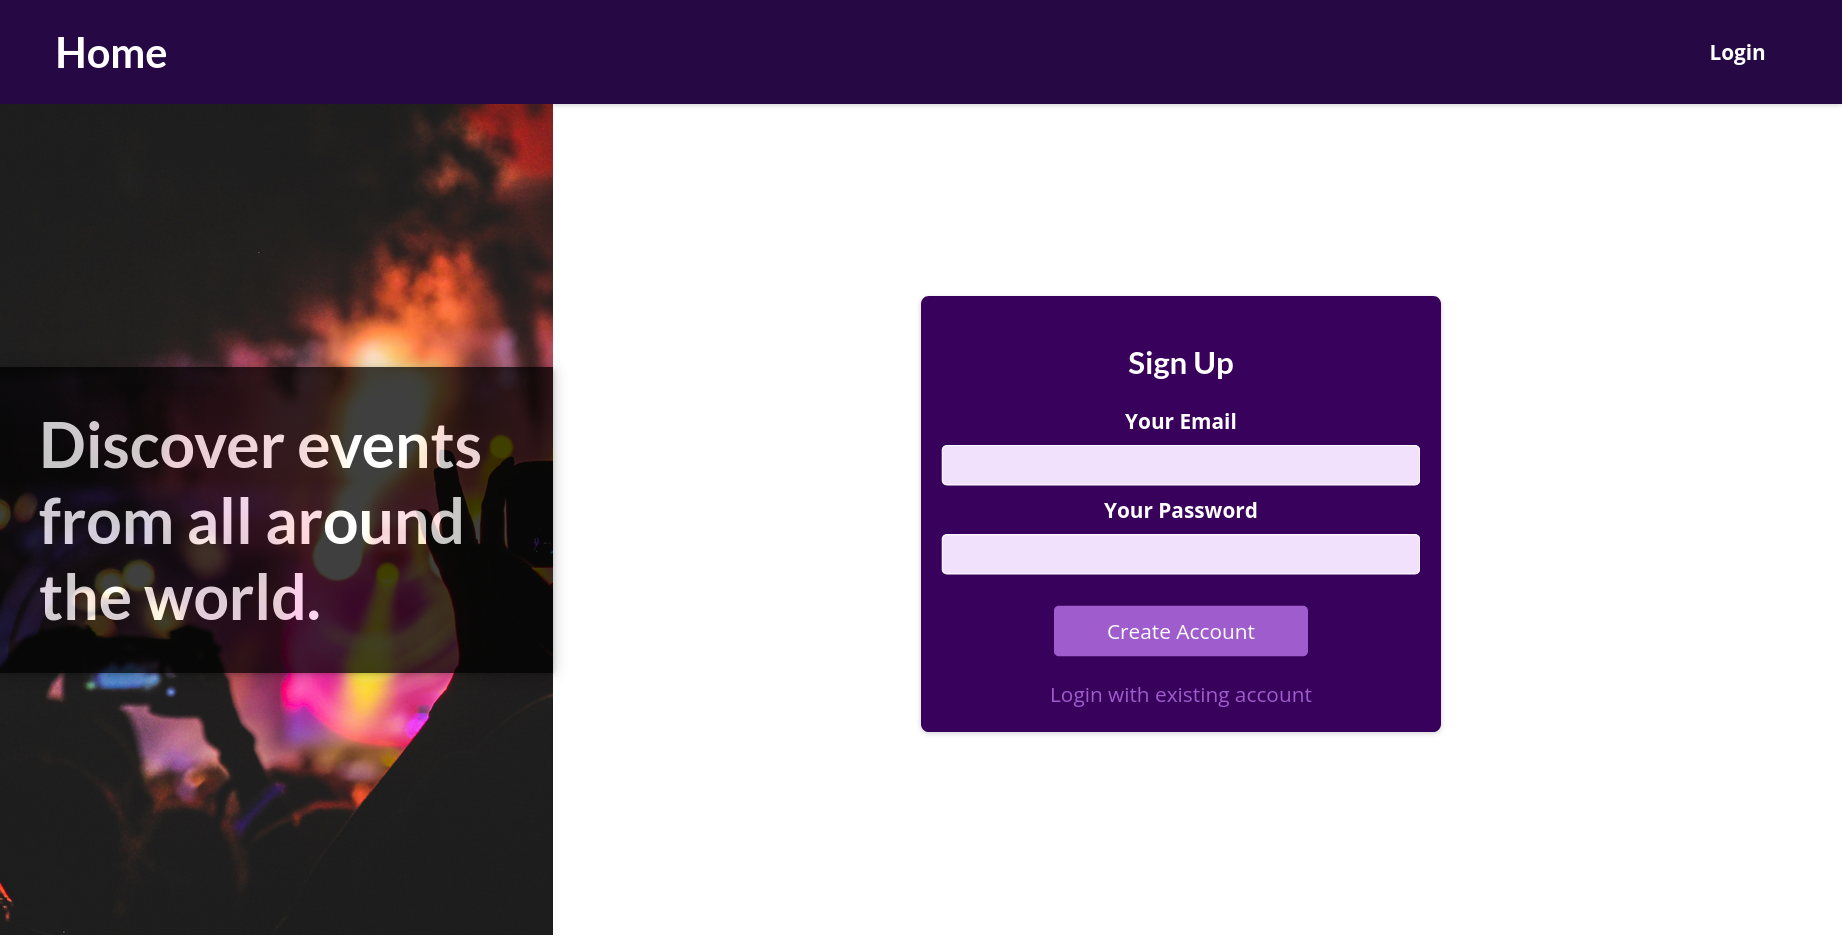 Home
Login
Discover events
from all around
the world.
Sign Up
Your Email
Your Password
Create Account
Login with existing account